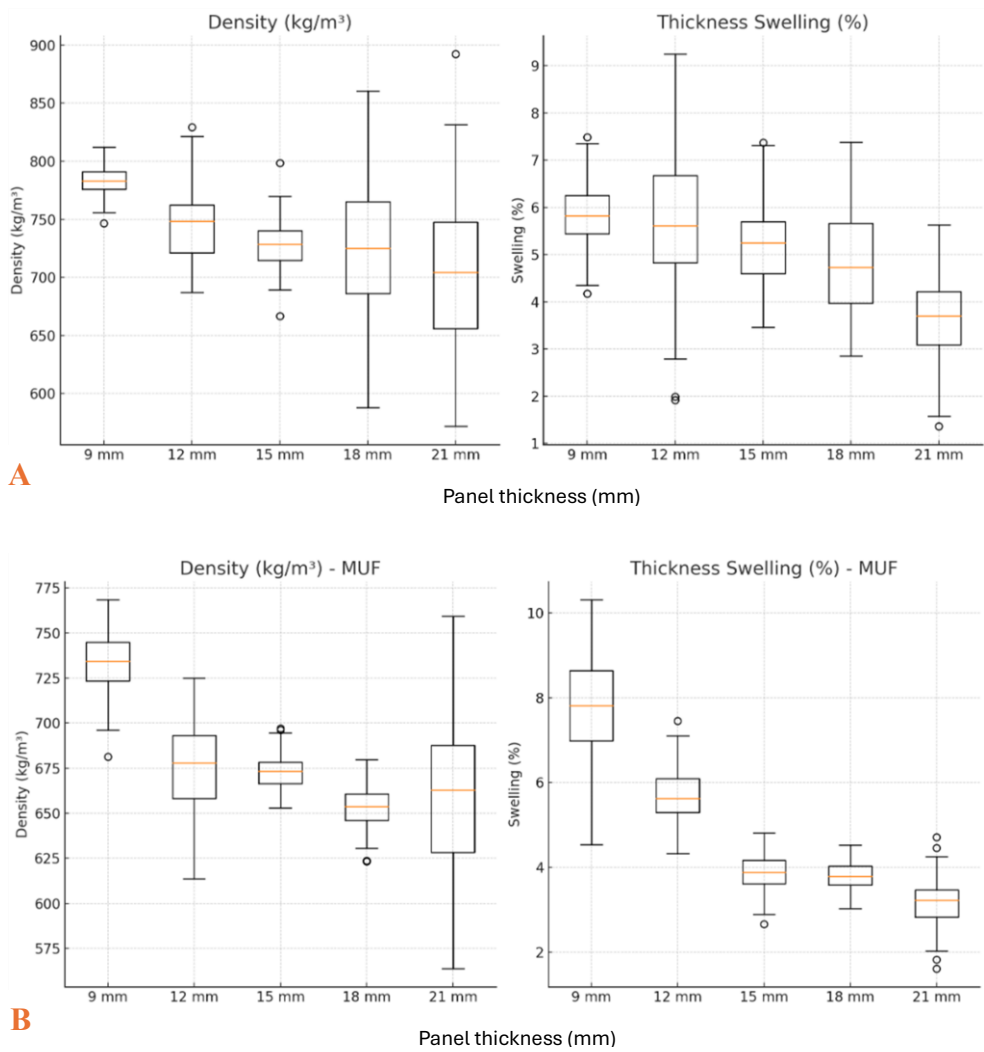 Density (kg/m³)
Thickness Swelling (%)
Density (kg/m³)
900
850
800
750
700
650
600
9 mm 12 mm 15 mm 18 mm 21 mm
Swelling (%)
9
8
7
6
5
4
3
2
1
9 mm 12 mm 15 mm 18 mm 21 mm
A
Panel thickness (mm)
Density (kg/m³) - MUF
Thickness Swelling (%) - MUF
Density (kg/m³)
775
750
725
700
675
650
625
600
575
9 mm 12 mm 15 mm 18 mm 21 mm
Swelling (%)
10
8
6
4
2
9 mm 12 mm 15 mm 18 mm 21 mm
B
Panel thickness (mm)